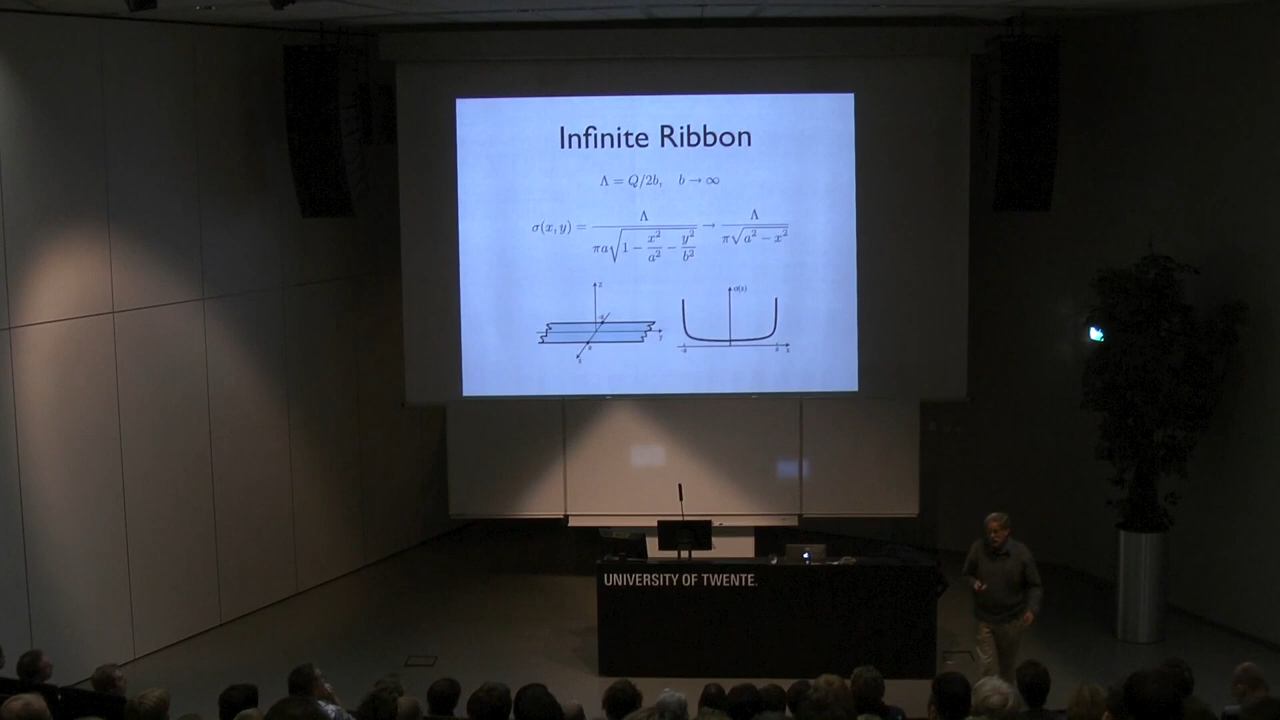 Infinite Ribbon
Λ = Q/2b, b → ∞
σ(x, y) = Λ / πa√(1 − x²/a² − y²/b²) → Λ / π√(a² − x²)
z
y
σ(x)
x
UNIVERSITY OF TWENTE.